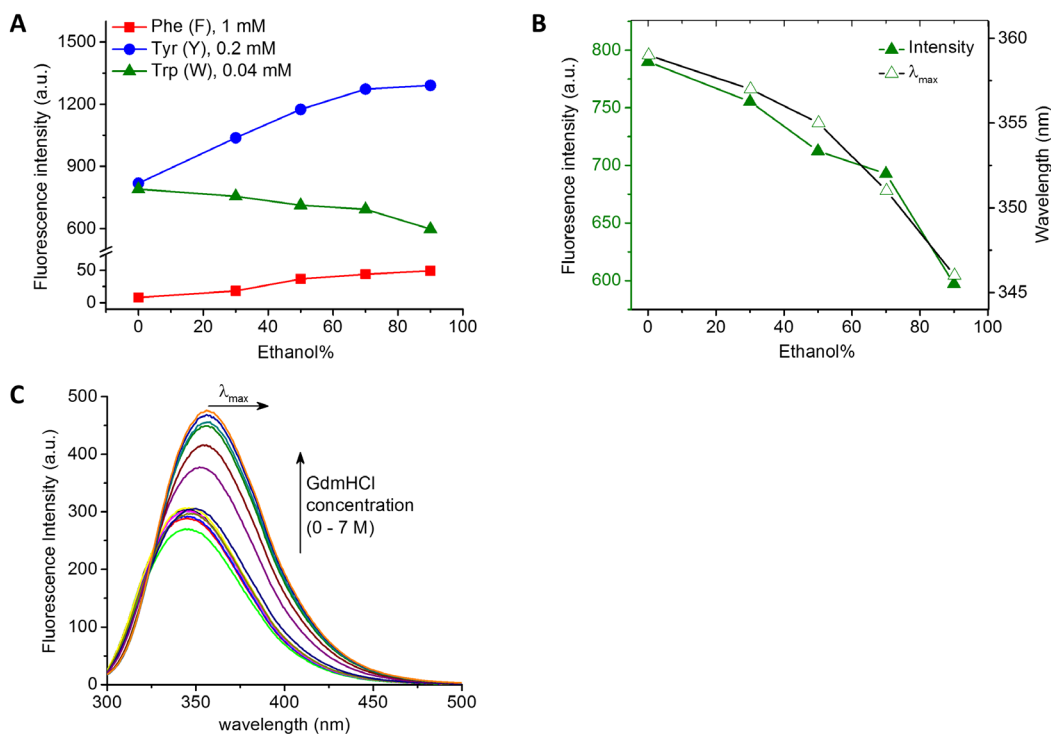 A
Phe (F), 1 mM
Tyr (Y), 0.2 mM
Trp (W), 0.04 mM
Fluorescence intensity (a.u.)
1500
1200
900
600
50
0
0 20 40 60 80 100
Ethanol%
B
Intensity
λmax
Fluoresence intensity (a.u.)
800
750
700
650
600
360
355
350
345
Wavelength (nm)
0 20 40 60 80 100
Ethanol%
C
λmax
GdmHCl
concentration
(0 - 7 M)
Fluorescence Intensity (a.u.)
500
400
300
200
100
0
300 350 400 450 500
wavelength (nm)